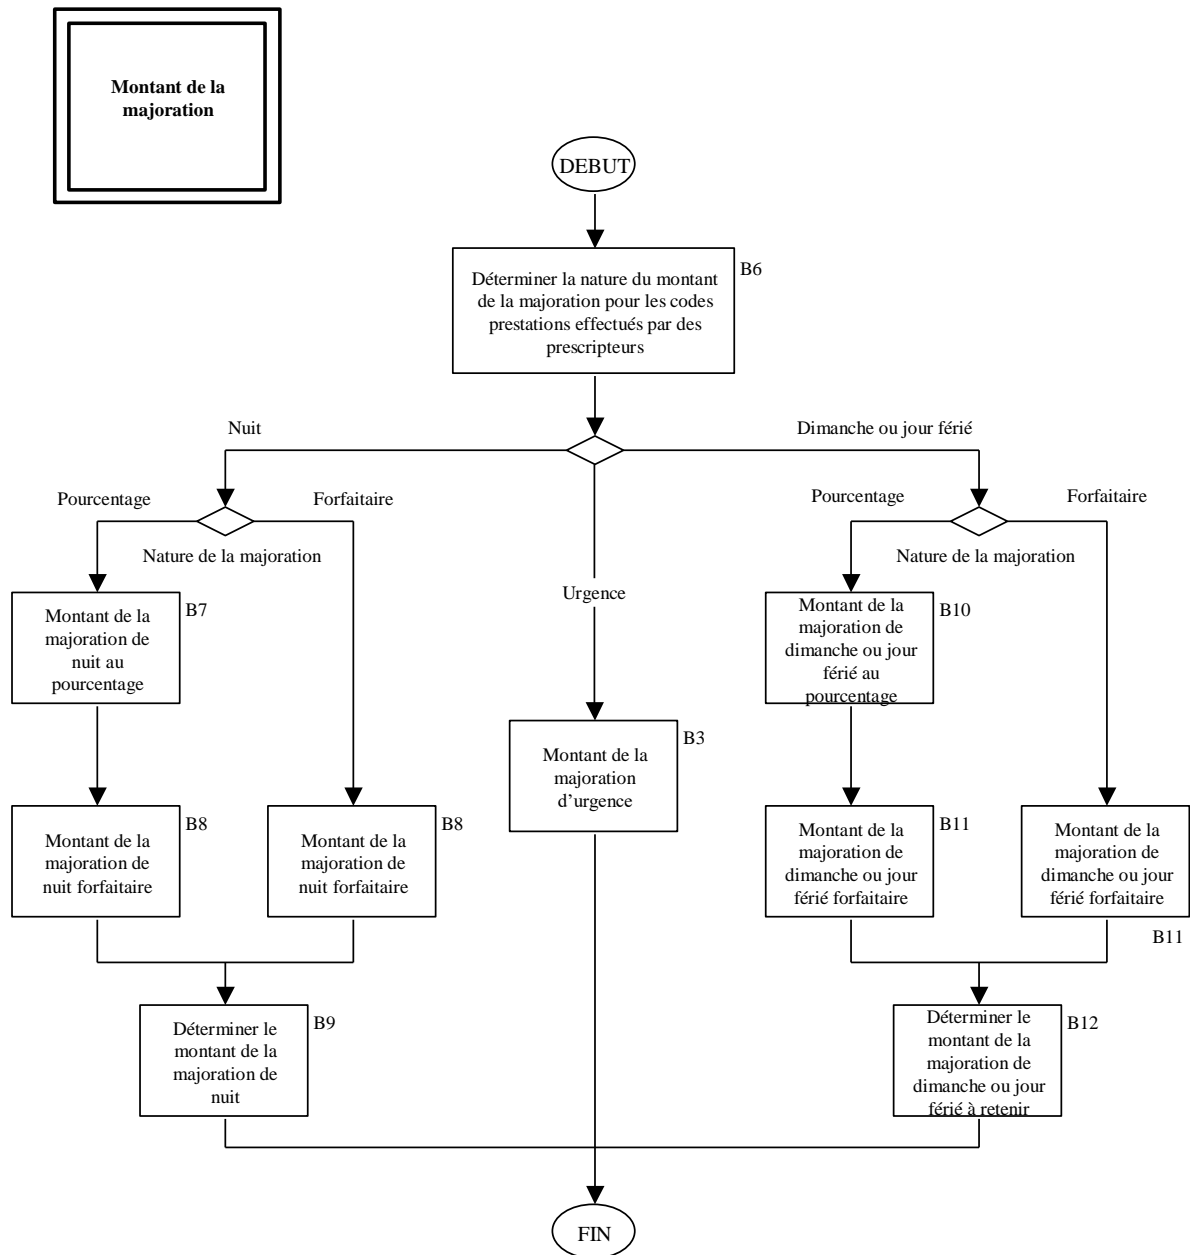 Montant de la
majoration
DEBUT
Déterminer la nature du montant
de la majoration pour les codes
prestations effectués par des
prescripteurs
B6
Nuit
Dimanche ou jour férié
Pourcentage
Forfaitaire
Nature de la majoration
Pourcentage
Forfaitaire
Nature de la majoration
Urgence
Montant de la
majoration de
nuit au
pourcentage
B7
Montant de la
majoration de
dimanche ou jour
férié au
pourcentage
B10
Montant de la
majoration
d’urgence
B3
Montant de la
majoration de
nuit forfaitaire
B8
Montant de la
majoration de
nuit forfaitaire
B8
Montant de la
majoration de
dimanche ou jour
férié forfaitaire
B11
Montant de la
majoration de
dimanche ou jour
férié forfaitaire
B11
Déterminer le
montant de la
majoration de
nuit
B9
Déterminer le
montant de la
majoration de
dimanche ou jour
férié à retenir
B12
FIN